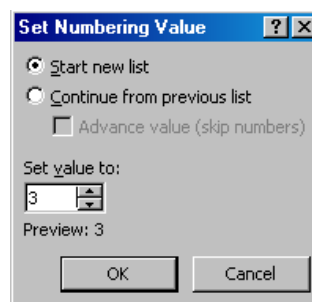 Set Numbering Value
Start new list
Continue from previous list
Advance value (skip numbers)
Set value to:
3
Preview: 3
OK Cancel